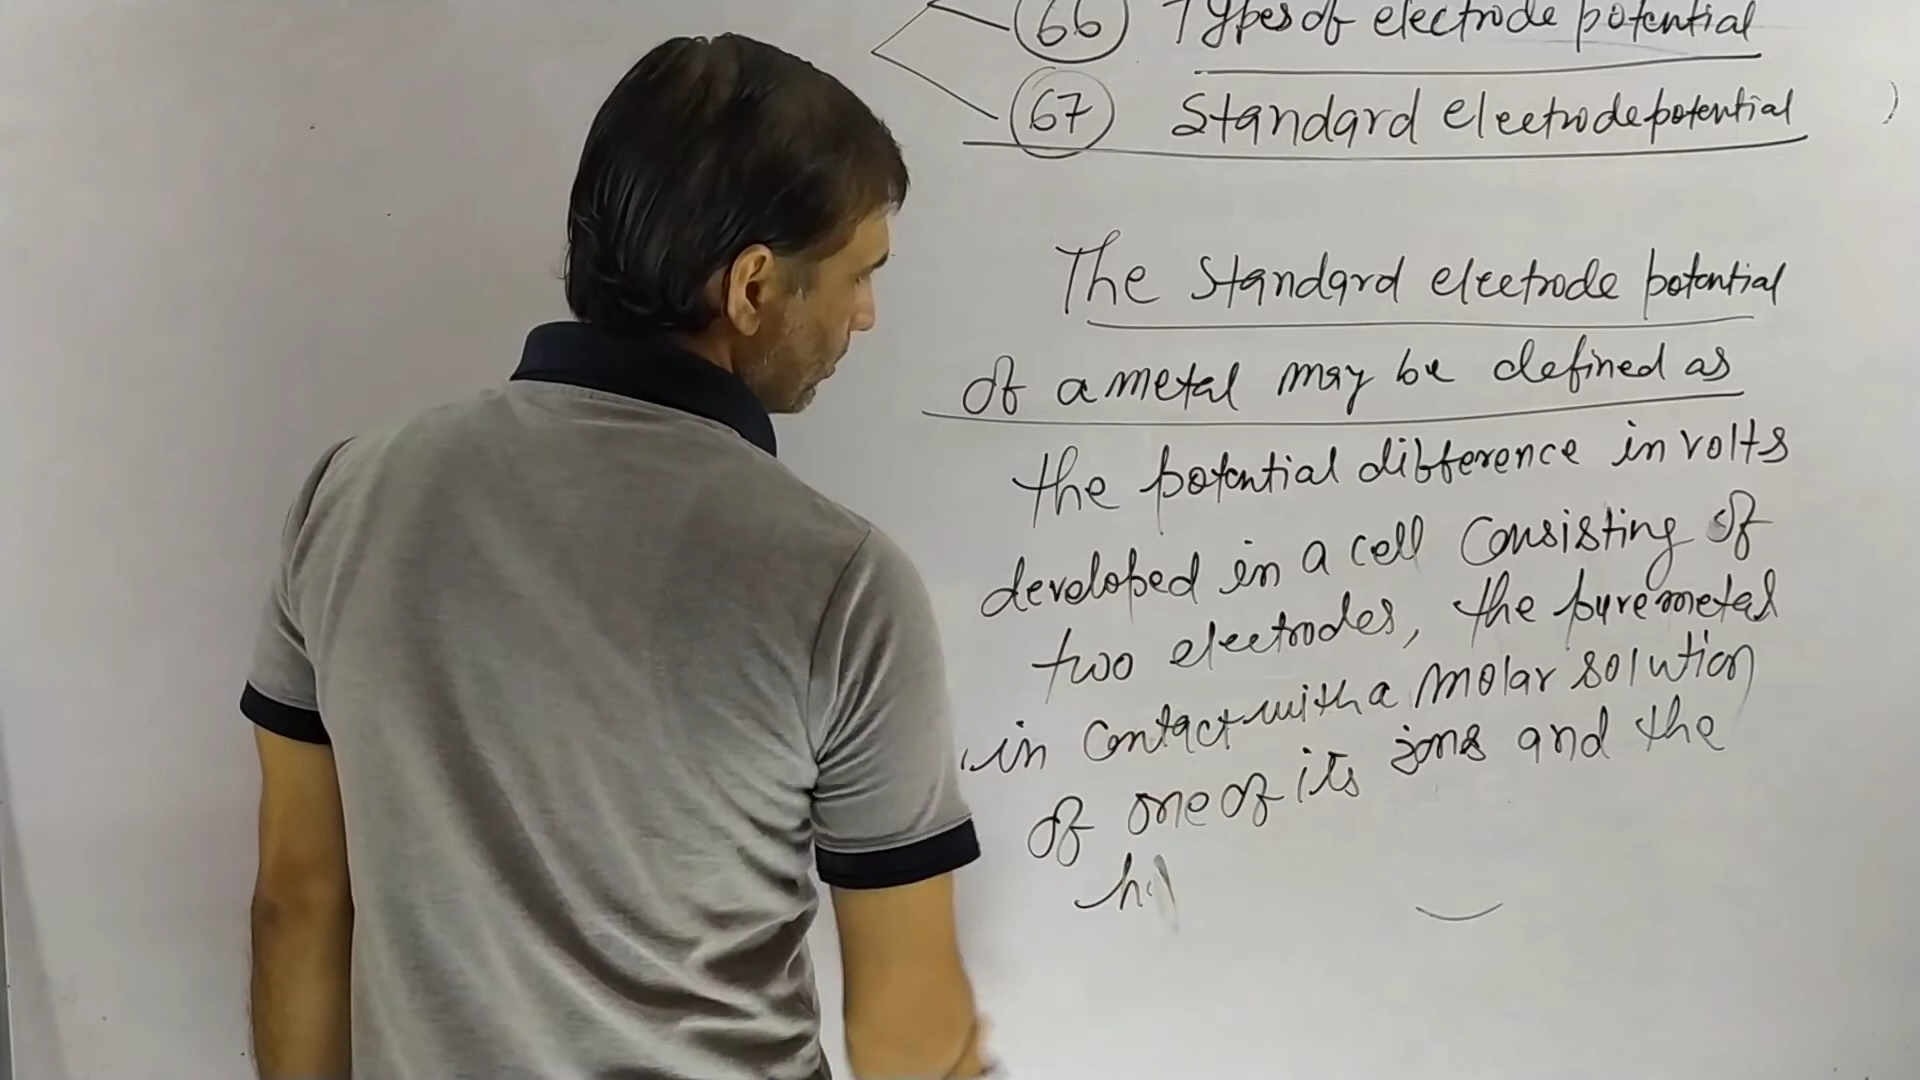 66 Types of electrode potential
67 Standard electrode potential )
The Standard electrode potential
of a metal may be defined as
the potential difference in volts
developed in a cell consisting of
two electrodes, the pure metal
in contact with a molar solution
of one of its ions and the